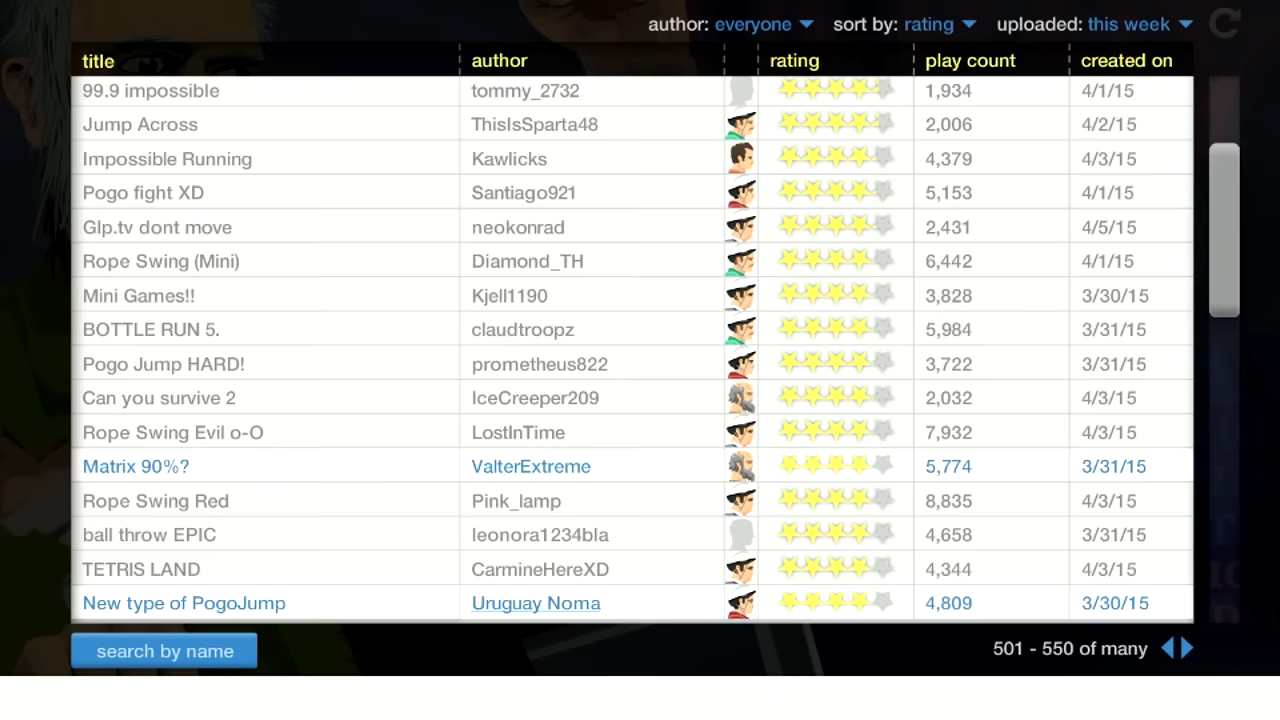 author: everyone sort by: rating uploaded: this week
title author rating play count created on
99.9 impossible tommy_2732 1,934 4/1/15
Jump Across ThisIsSparta48 2,006 4/2/15
Impossible Running Kawlicks 4,379 4/3/15
Pogo fight XD Santiago921 5,153 4/1/15
Glp.tv dont move neokonrad 2,431 4/5/15
Rope Swing (Mini) Diamond_TH 6,442 4/1/15
Mini Games!! Kjell1190 3,828 3/30/15
BOTTLE RUN 5. claudtroopz 5,984 3/31/15
Pogo Jump HARD! prometheus822 3,722 3/31/15
Can you survive 2 IceCreeper209 2,032 4/3/15
Rope Swing Evil o-O LostInTime 7,932 4/3/15
Matrix 90%? ValterExtreme 5,774 3/31/15
Rope Swing Red Pink_lamp 8,835 4/3/15
ball throw EPIC leonora1234bla 4,658 3/31/15
TETRIS LAND CarmineHereXD 4,344 4/3/15
New type of PogoJump Uruguay Noma 4,809 3/30/15
search by name 501 - 550 of many